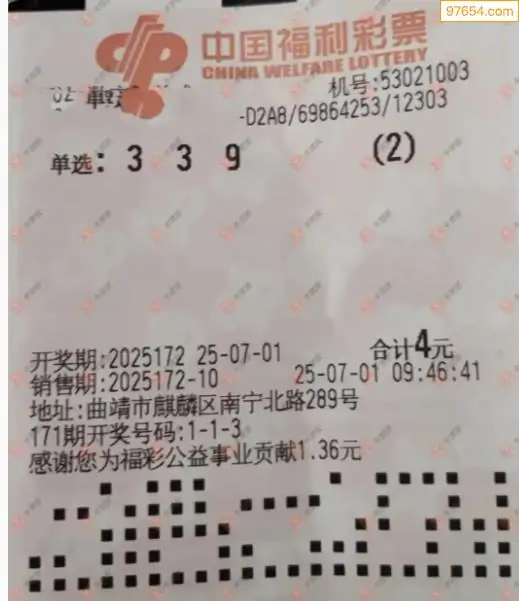 97654.com
中国福利彩票
CHINA WELFARE LOTTERY
机号:53021003
-D2A8/69864253/12303
单选: 3 3 9 (2)
开奖期:2025172 25-07-01 合计4元
销售期:2025172-10 25-07-01 09:46:41
地址:曲靖市麒麟区南宁北路289号
171期开奖号码:1-1-3
感谢您为福彩公益事业贡献1.36元